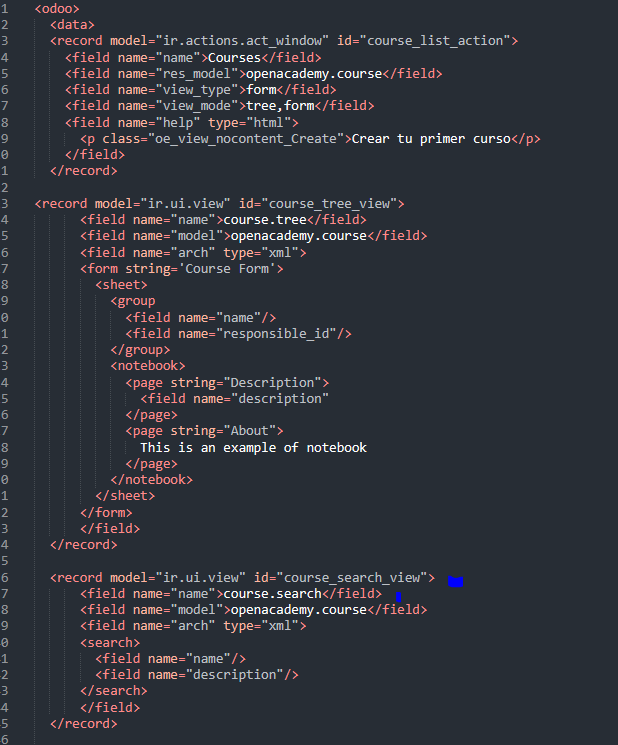 1 <odoo>
2 <data>
3 <record model="ir.actions.act_window" id="course_list_action">
4 <field name="name">Courses</field>
5 <field name="res_model">openacademy.course</field>
6 <field name="view_type">form</field>
7 <field name="view_mode">tree,form</field>
8 <field name="help" type="html">
9 <p class="oe_view_nocontent_Create">Crear tu primer curso</p>
0 </field>
1 </record>
2
3 <record model="ir.ui.view" id="course_tree_view">
4 <field name="name">course.tree</field>
5 <field name="model">openacademy.course</field>
6 <field name="arch" type="xml">
7 <form string='Course Form'>
8 <sheet>
9 <group
0 <field name="name"/>
1 <field name="responsible_id"/>
2 </group>
3 <notebook>
4 <page string="Description">
5 <field name="description"
6 </page>
7 <page string="About">
8 This is an example of notebook
9 </page>
0 </notebook>
1 </sheet>
2 </form>
3 </field>
4 </record>
5
6 <record model="ir.ui.view" id="course_search_view">
7 <field name="name">course.search</field>
8 <field name="model">openacademy.course</field>
9 <field name="arch" type="xml">
0 <search>
1 <field name="name"/>
2 <field name="description"/>
3 </search>
4 </field>
5 </record>
6